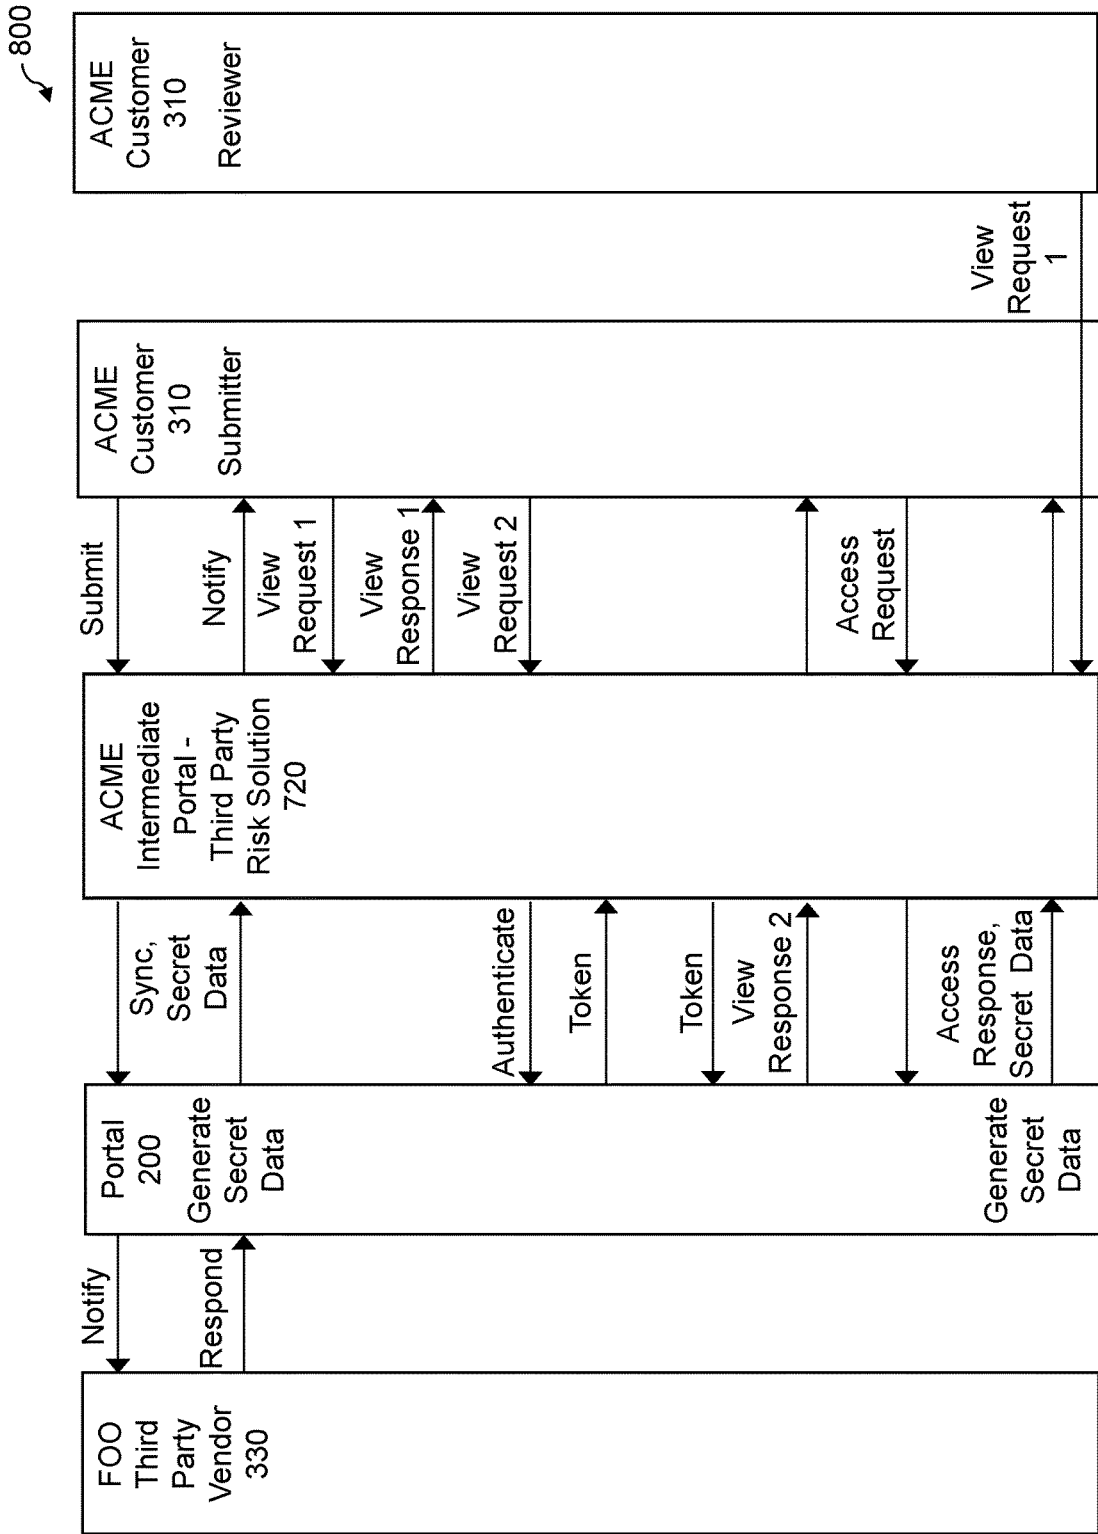 800
FOO
Third
Party
Vendor
330
Notify
Respond
Portal
200
Generate
Secret
Data
Generate
Secret
Data
Sync,
Secret
Data
Authenticate
Token
Token
View
Response 2
Access
Response,
Secret Data
ACME
Intermediate
Portal -
Third Party
Risk Solution
720
Submit
Notify
View
Request 1
View
Response 1
View
Request 2
Access
Request
ACME
Customer
310
Submitter
View
Request
1
ACME
Customer
310
Reviewer